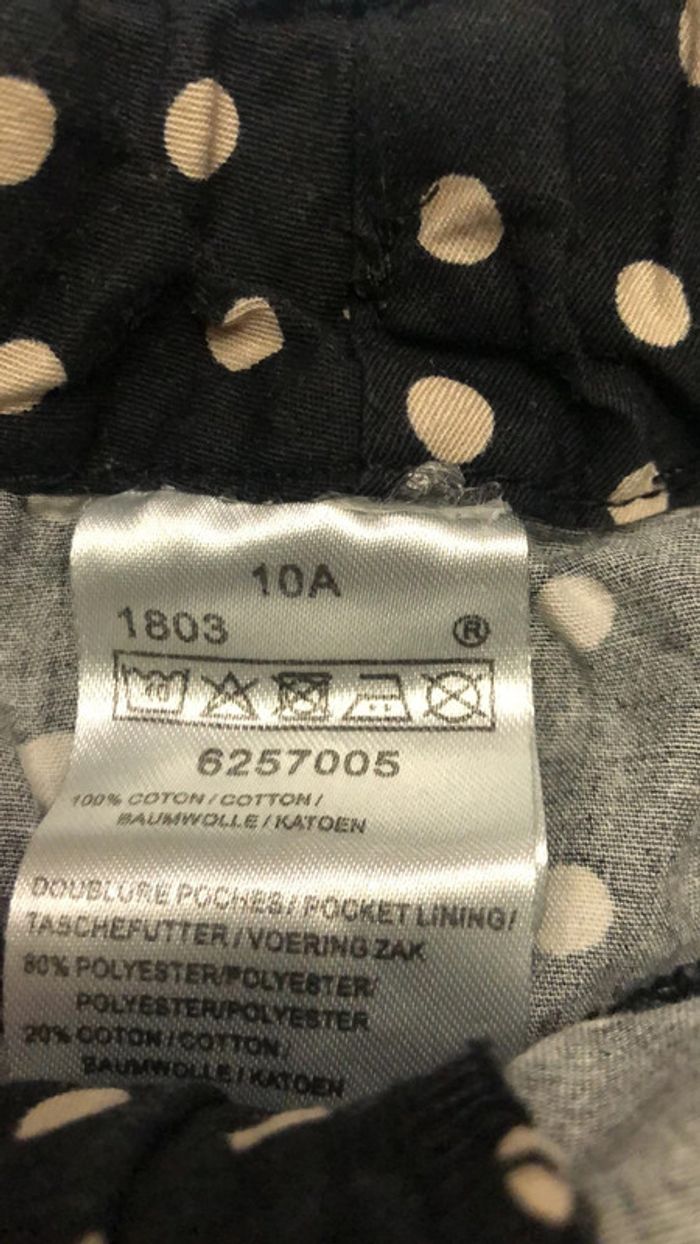 10A
1803 ®
6257005
100% COTON / COTTON /
BAUMWOLLE / KATOEN
DOUBLURE POCHES / POCKET LINING /
TASCHEFUTTER / VOERING ZAK
80% POLYESTER/POLYESTER/
POLYESTER/POLYESTER
20% COTON / COTTON /
BAUMWOLLE / KATOEN